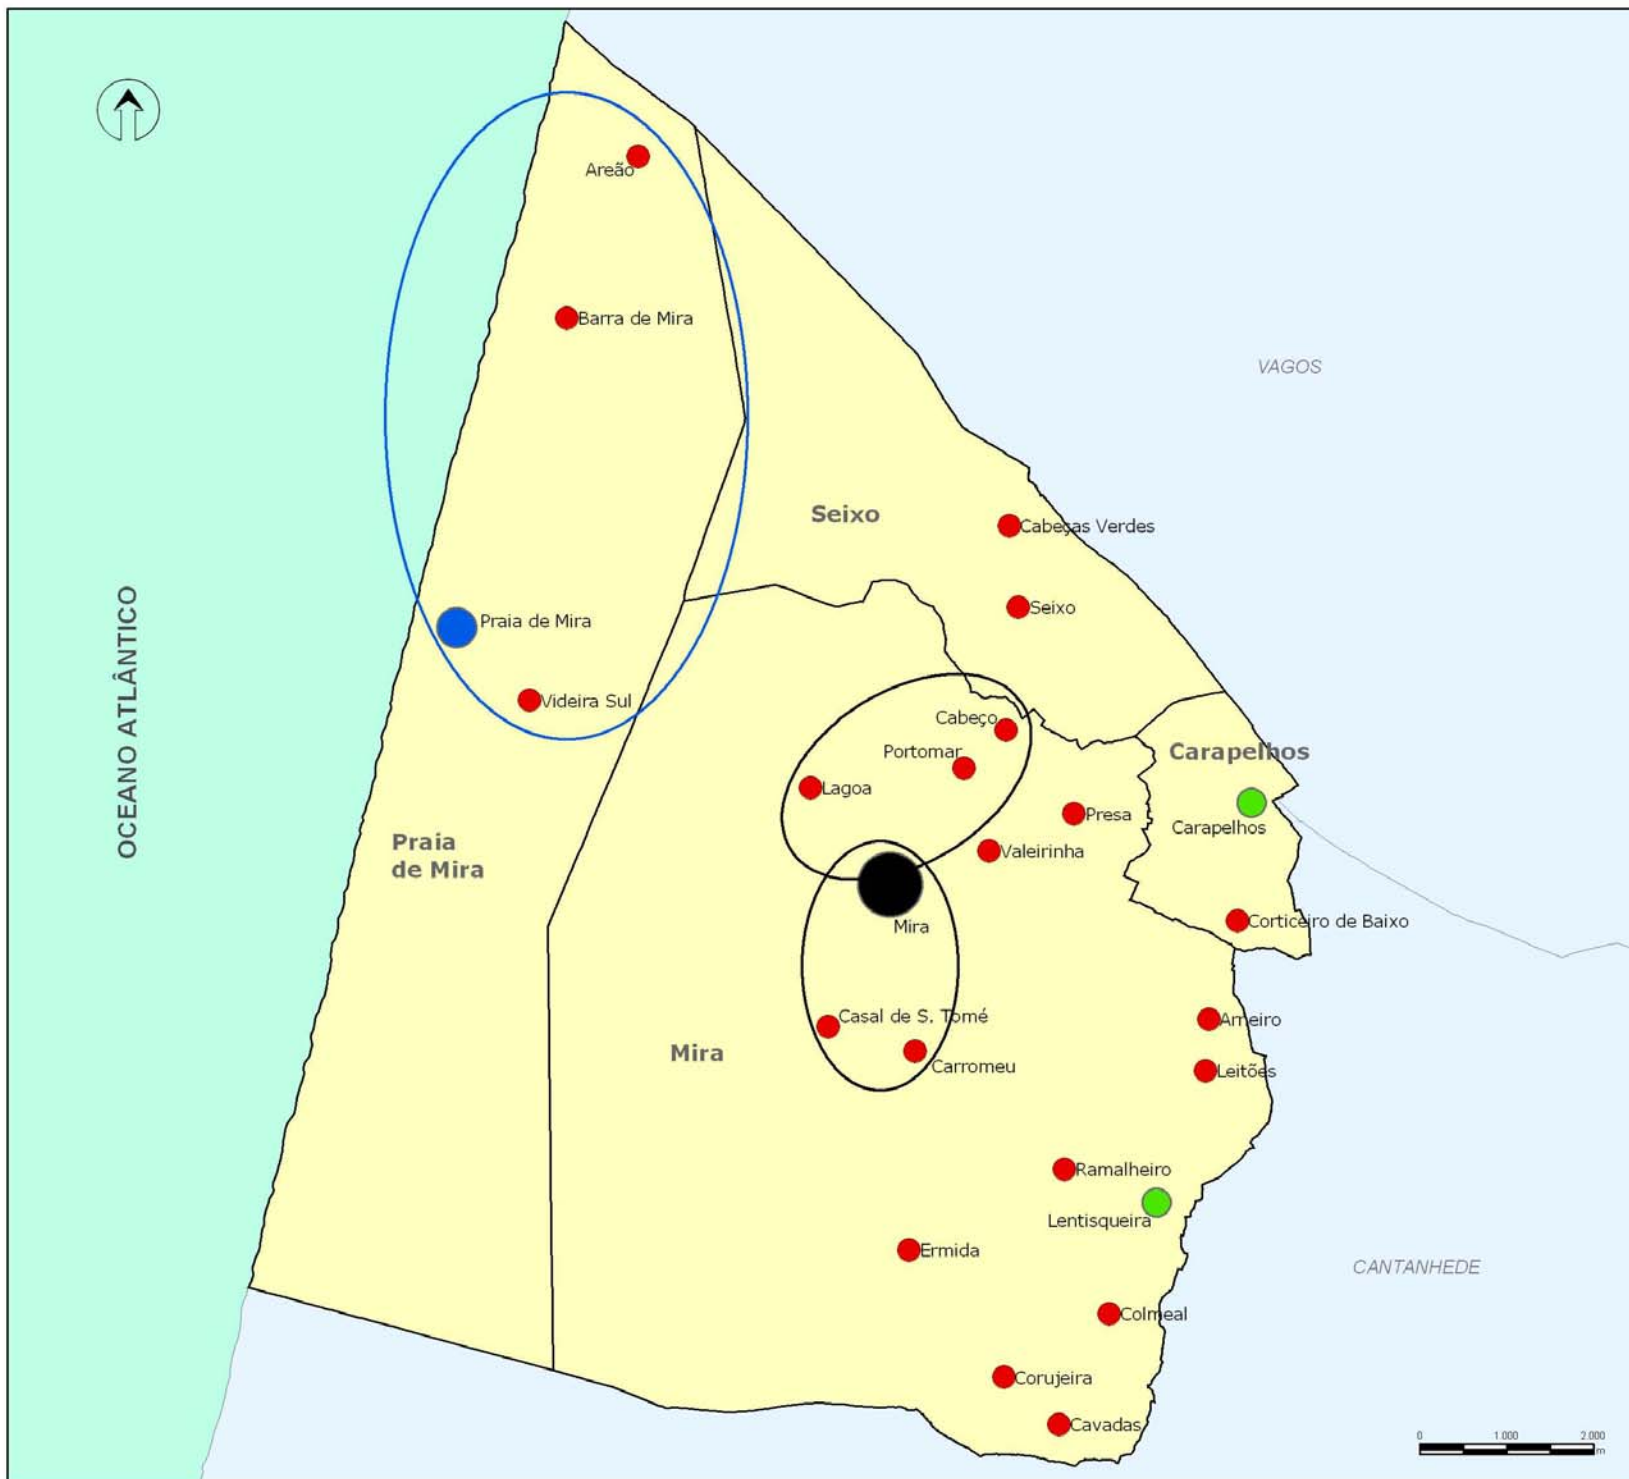 Areão
Barra de Mira
VAGOS
Seixo
Cabeças Verdes
Seixo
Praia de Mira
Videira Sul
OCEANO ATLÂNTICO
Cabeço
Portomar
Carapelhos
Lagoa
Presa
Carapelhos
Praia
de Mira
Valeirinha
Mira
Corticeiro de Baixo
Casal de S. Tomé
Arneiro
Mira
Carromeu
Leitões
Ramalheiro
Lentisqueira
Ermida
CANTANHEDE
Colmeal
Corujeira
Cavadas
0 1.000 2.000
m